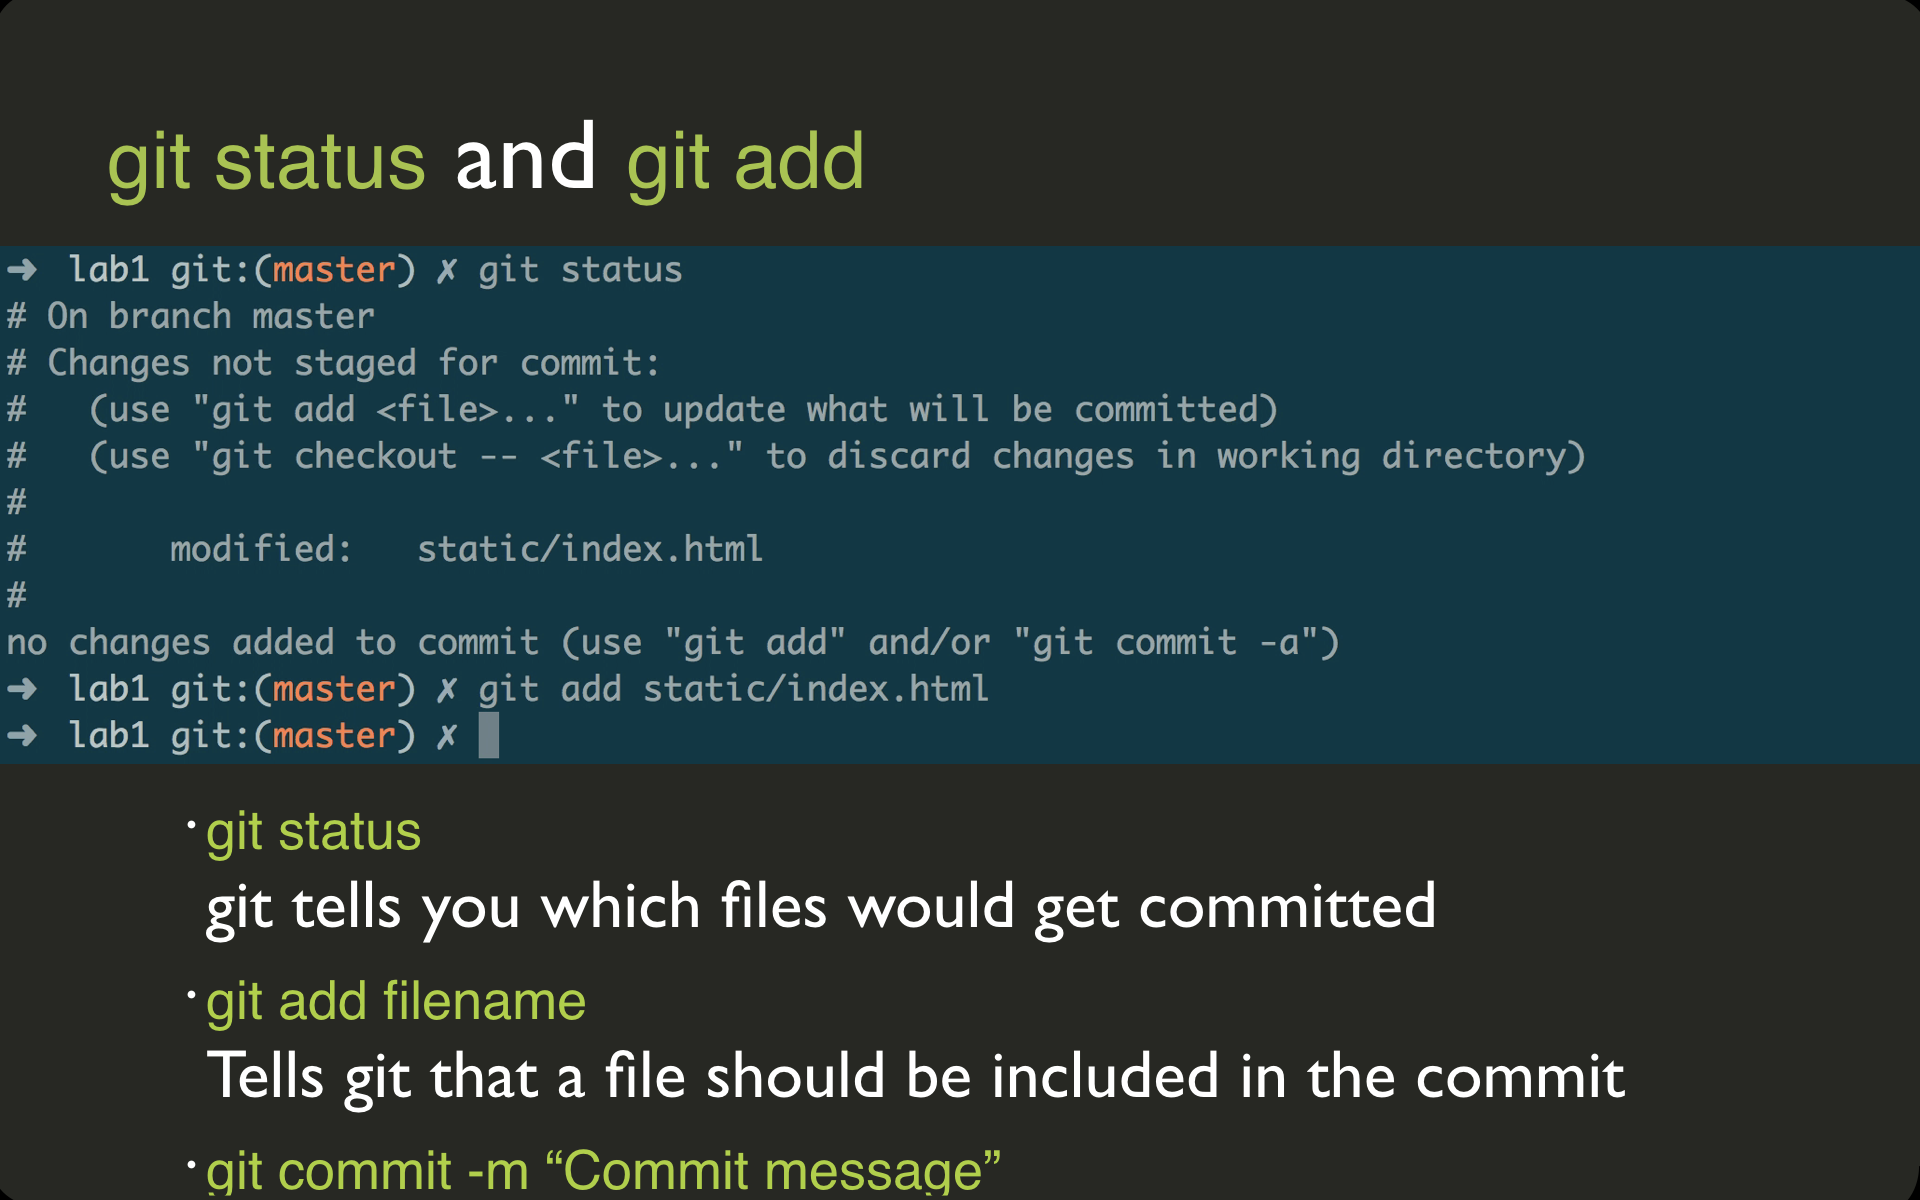 git status and git add
➜  lab1 git:(master) ✗ git status
# On branch master
# Changes not staged for commit:
#   (use "git add <file>..." to update what will be committed)
#   (use "git checkout -- <file>..." to discard changes in working directory)
#
#       modified:   static/index.html
#
no changes added to commit (use "git add" and/or "git commit -a")
➜  lab1 git:(master) ✗ git add static/index.html
➜  lab1 git:(master) ✗
• git status
git tells you which files would get committed
• git add filename
Tells git that a file should be included in the commit
• git commit -m “Commit message”